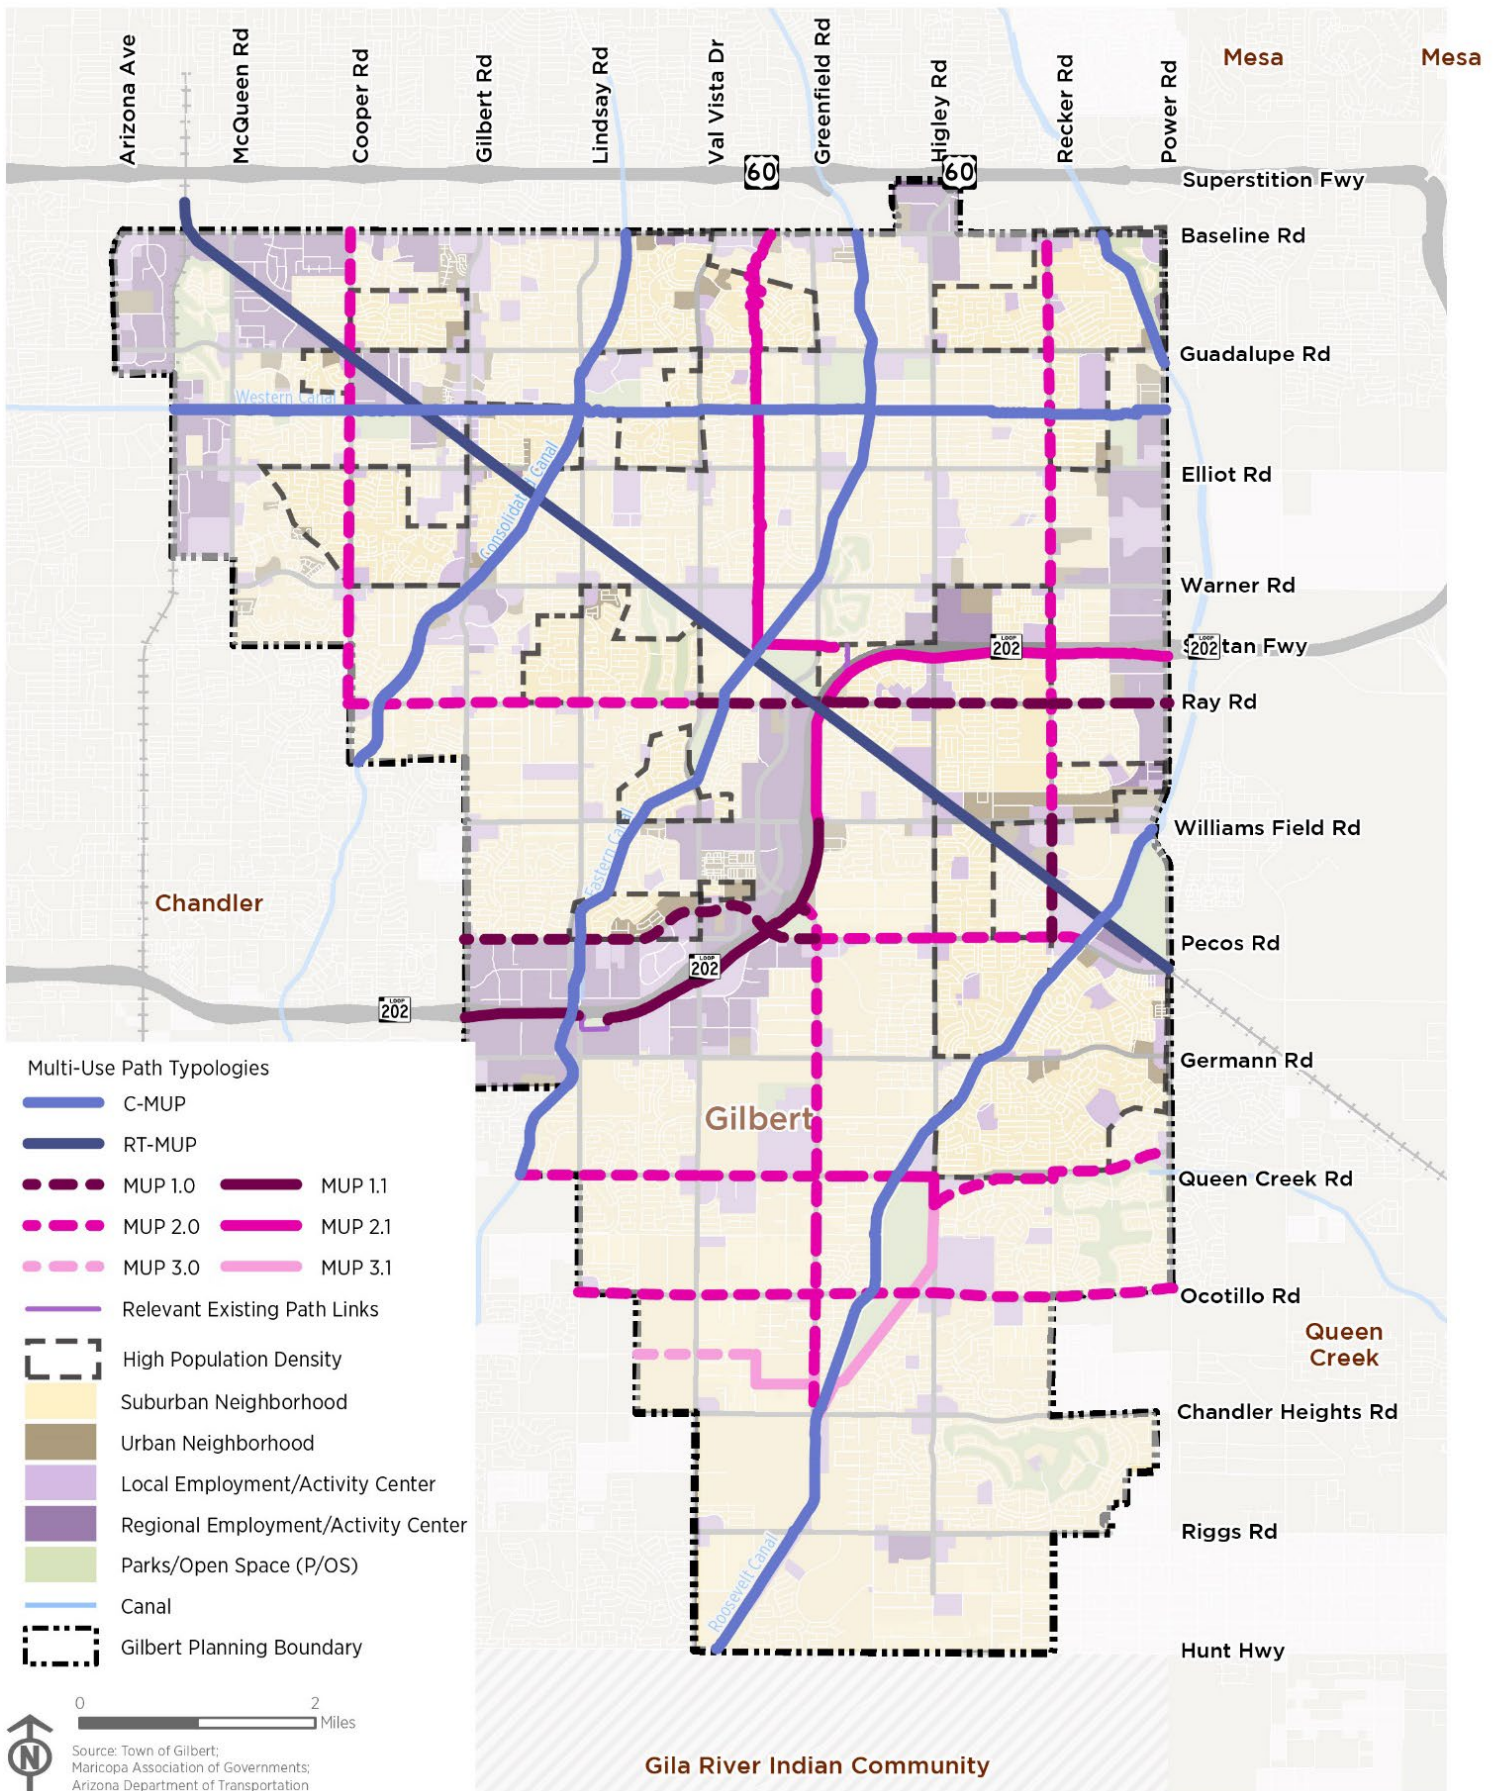 Arizona Ave
McQueen Rd
Cooper Rd
Gilbert Rd
Lindsay Rd
Val Vista Dr
Greenfield Rd
Higley Rd
Recker Rd
Power Rd
Mesa
Mesa
60
60
Superstition Fwy
Baseline Rd
Guadalupe Rd
Western Canal
Elliot Rd
Consolidated Canal
Warner Rd
LOOP
202
LOOP
202
tan Fwy
Ray Rd
Williams Field Rd
Eastern Canal
Chandler
Pecos Rd
LOOP
202
LOOP
202
Germann Rd
Gilbert
Queen Creek Rd
Ocotillo Rd
Queen
Creek
Chandler Heights Rd
Riggs Rd
Roosevelt Canal
Hunt Hwy
Gila River Indian Community
Multi-Use Path Typologies
C-MUP
RT-MUP
MUP 1.0 MUP 1.1
MUP 2.0 MUP 2.1
MUP 3.0 MUP 3.1
Relevant Existing Path Links
High Population Density
Suburban Neighborhood
Urban Neighborhood
Local Employment/Activity Center
Regional Employment/Activity Center
Parks/Open Space (P/OS)
Canal
Gilbert Planning Boundary
0 2
Miles
N
Source: Town of Gilbert;
Maricopa Association of Governments;
Arizona Department of Transportation